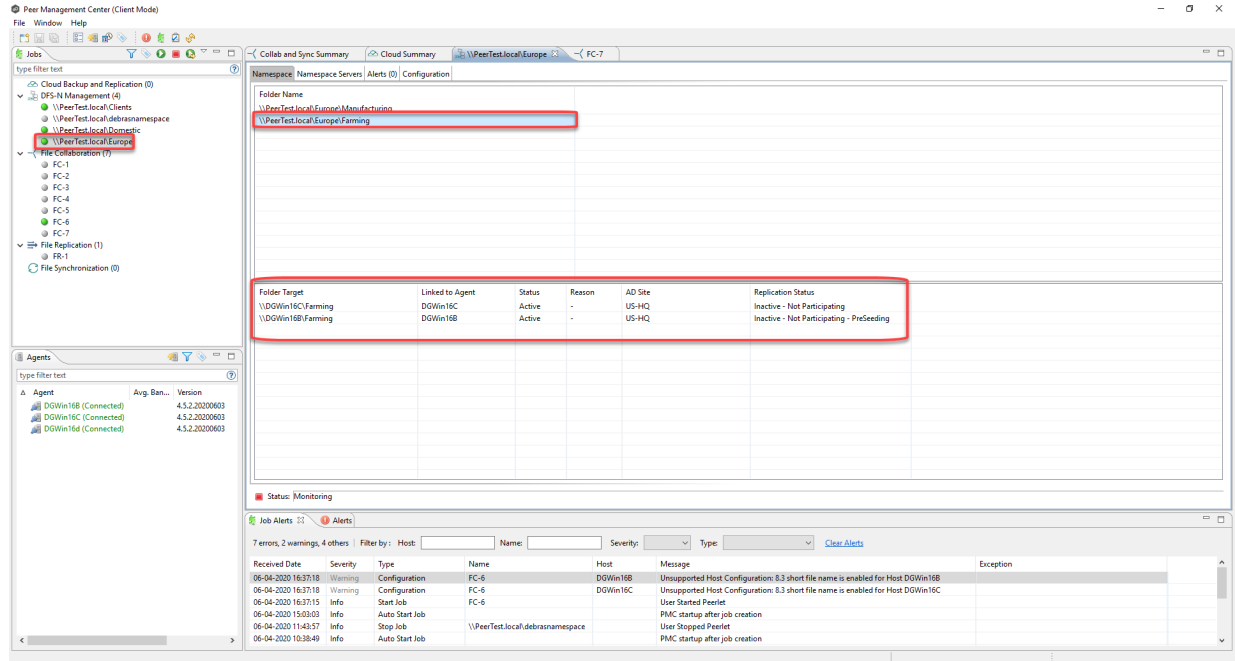 Peer Management Center (Client Mode)
File Window Help
Jobs
type filter text
Cloud Backup and Replication (0)
DFS-N Management (4)
\\PeerTest.local\Clients
\\PeerTest.local\debrasnamespace
\\PeerTest.local\Domestic
\\PeerTest.local\Europe
File Collaboration (7)
FC-1
FC-2
FC-3
FC-4
FC-5
FC-6
FC-7
File Replication (1)
FR-1
File Synchronization (0)
Agents
type filter text
Agent Avg. Ban... Version
DGWin16B (Connected) 4.5.2.20200603
DGWin16C (Connected) 4.5.2.20200603
DGWin16d (Connected) 4.5.2.20200603
Collab and Sync Summary Cloud Summary \\PeerTest.local\Europe FC-7
Namespace Namespace Servers Alerts (0) Configuration
Folder Name
\\PeerTest.local\Europe\Manufacturing
\\PeerTest.local\Europe\Farming
Folder Target Linked to Agent Status Reason AD Site Replication Status
\\DGWin16C\Farming DGWin16C Active - US-HQ Inactive - Not Participating
\\DGWin16B\Farming DGWin16B Active - US-HQ Inactive - Not Participating - PreSeeding
Status: Monitoring
Job Alerts Alerts
7 errors, 2 warnings, 4 others Filter by : Host: Name: Severity: Type: Clear Alerts
Received Date Severity Type Name Host Message Exception
06-04-2020 16:37:18 Warning Configuration FC-6 DGWin16B Unsupported Host Configuration: 8.3 short file name is enabled for Host DGWin16B
06-04-2020 16:37:18 Warning Configuration FC-6 DGWin16C Unsupported Host Configuration: 8.3 short file name is enabled for Host DGWin16C
06-04-2020 16:37:15 Info Start Job FC-6 User Started Peerlet
06-04-2020 15:03:03 Info Auto Start Job PMC startup after job creation
06-04-2020 11:43:57 Info Stop Job \\PeerTest.local\debrasnamespace User Stopped Peerlet
06-04-2020 10:38:49 Info Auto Start Job PMC startup after job creation